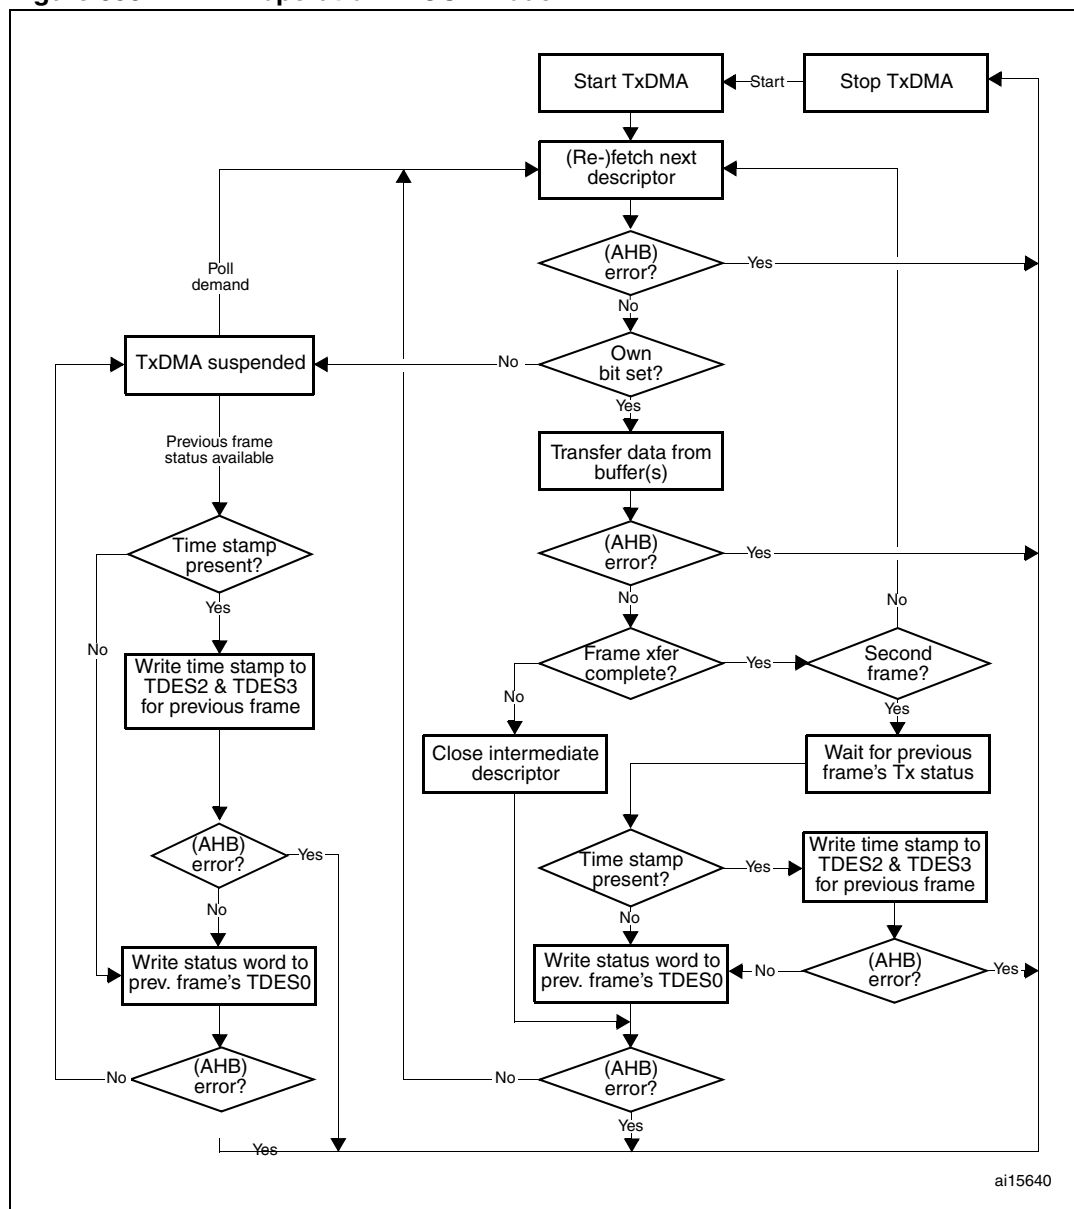 Start TxDMA
Start
Stop TxDMA
(Re-)fetch next
descriptor
(AHB)
error?
Yes
No
Poll
demand
TxDMA suspended
No
Own
bit set?
Yes
Previous frame
status available
Transfer data from
buffer(s)
Time stamp
present?
(AHB)
error?
Yes
Yes
No
No
No
Write time stamp to
TDES2 & TDES3
for previous frame
Frame xfer
complete?
Yes
Second
frame?
No
Yes
Close intermediate
descriptor
Wait for previous
frame's Tx status
(AHB)
error?
Yes
Time stamp
present?
Yes
Write time stamp to
TDES2 & TDES3
for previous frame
No
No
Write status word to
prev. frame's TDES0
Write status word to
prev. frame's TDES0
No
(AHB)
error?
Yes
No
(AHB)
error?
No
(AHB)
error?
Yes
Yes
ai15640